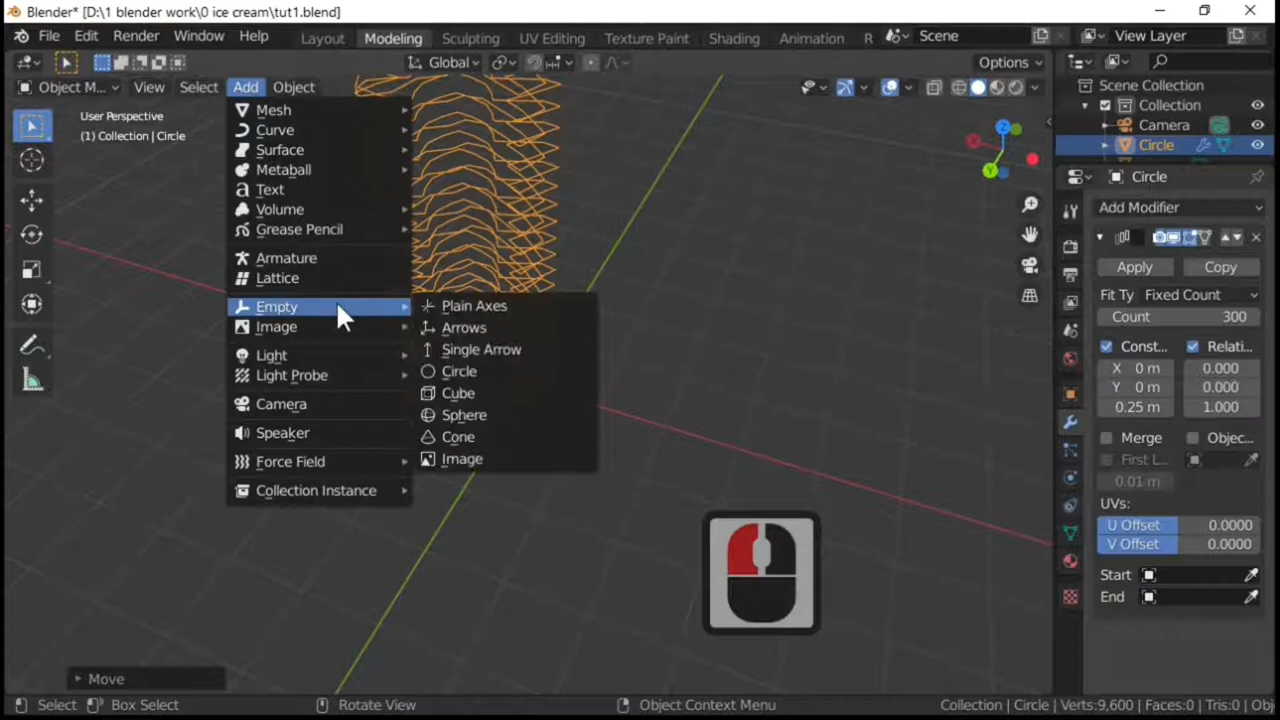 Blender* [D:\1 blender work\0 ice cream\tut1.blend]
File Edit Render Window Help Layout Modeling Sculpting UV Editing Texture Paint Shading Animation R Scene View Layer
Global Options
Object M... View Select Add Object
User Perspective
(1) Collection | Circle
Mesh
Curve
Surface
Metaball
Text
Volume
Grease Pencil
Armature
Lattice
Empty
Image
Light
Light Probe
Camera
Speaker
Force Field
Collection Instance
Plain Axes
Arrows
Single Arrow
Circle
Cube
Sphere
Cone
Image
Z
Y
Scene Collection
Collection
Camera
Circle
Circle
Add Modifier
Apply Copy
Fit Ty Fixed Count
Count 300
Const... Relati...
X 0 m 0.000
Y 0 m 0.000
0.25 m 1.000
Merge Objec...
First L...
0.01 m
UVs:
U Offset 0.0000
V Offset 0.0000
Start
End
Move
Select Box Select Rotate View Object Context Menu Collection | Circle | Verts:9,600 | Faces:0 | Tris:0 | Obj